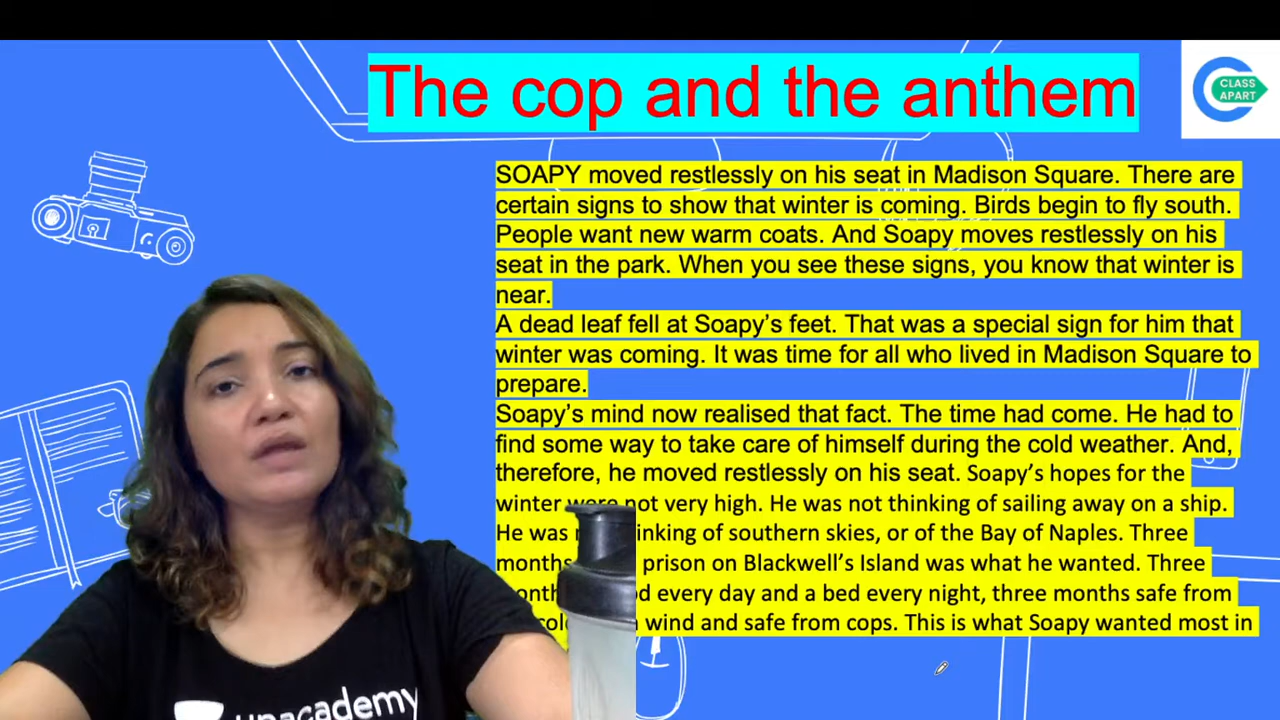 The cop and the anthem
CLASS
APART
SOAPY moved restlessly on his seat in Madison Square. There are
certain signs to show that winter is coming. Birds begin to fly south.
People want new warm coats. And Soapy moves restlessly on his
seat in the park. When you see these signs, you know that winter is
near.
A dead leaf fell at Soapy’s feet. That was a special sign for him that
winter was coming. It was time for all who lived in Madison Square to
prepare.
Soapy’s mind now realised that fact. The time had come. He had to
find some way to take care of himself during the cold weather. And,
therefore, he moved restlessly on his seat. Soapy’s hopes for the
winter were not very high. He was not thinking of sailing away on a ship.
He was thinking of southern skies, or of the Bay of Naples. Three
months prison on Blackwell’s Island was what he wanted. Three
every day and a bed every night, three months safe from
wind and safe from cops. This is what Soapy wanted most in
unacademy